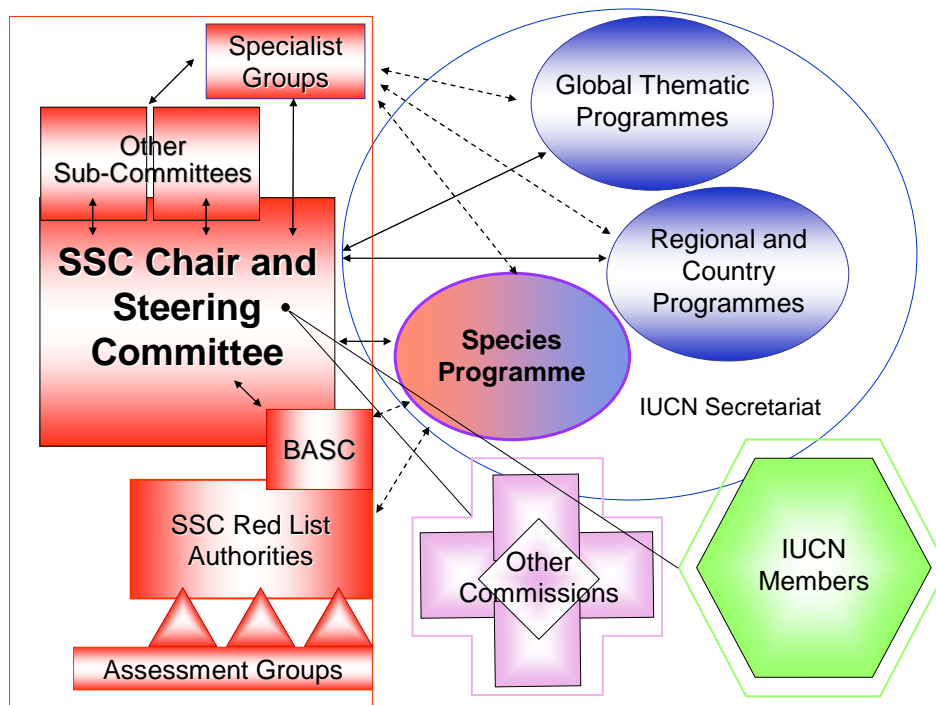 Specialist
Groups
Global Thematic
Programmes
Other
Sub-Committees
SSC Chair and
Steering
Committee
Regional and
Country
Programmes
Species
Programme
IUCN Secretariat
BASC
SSC Red List
Authorities
Other
Commissions
IUCN
Members
Assessment Groups